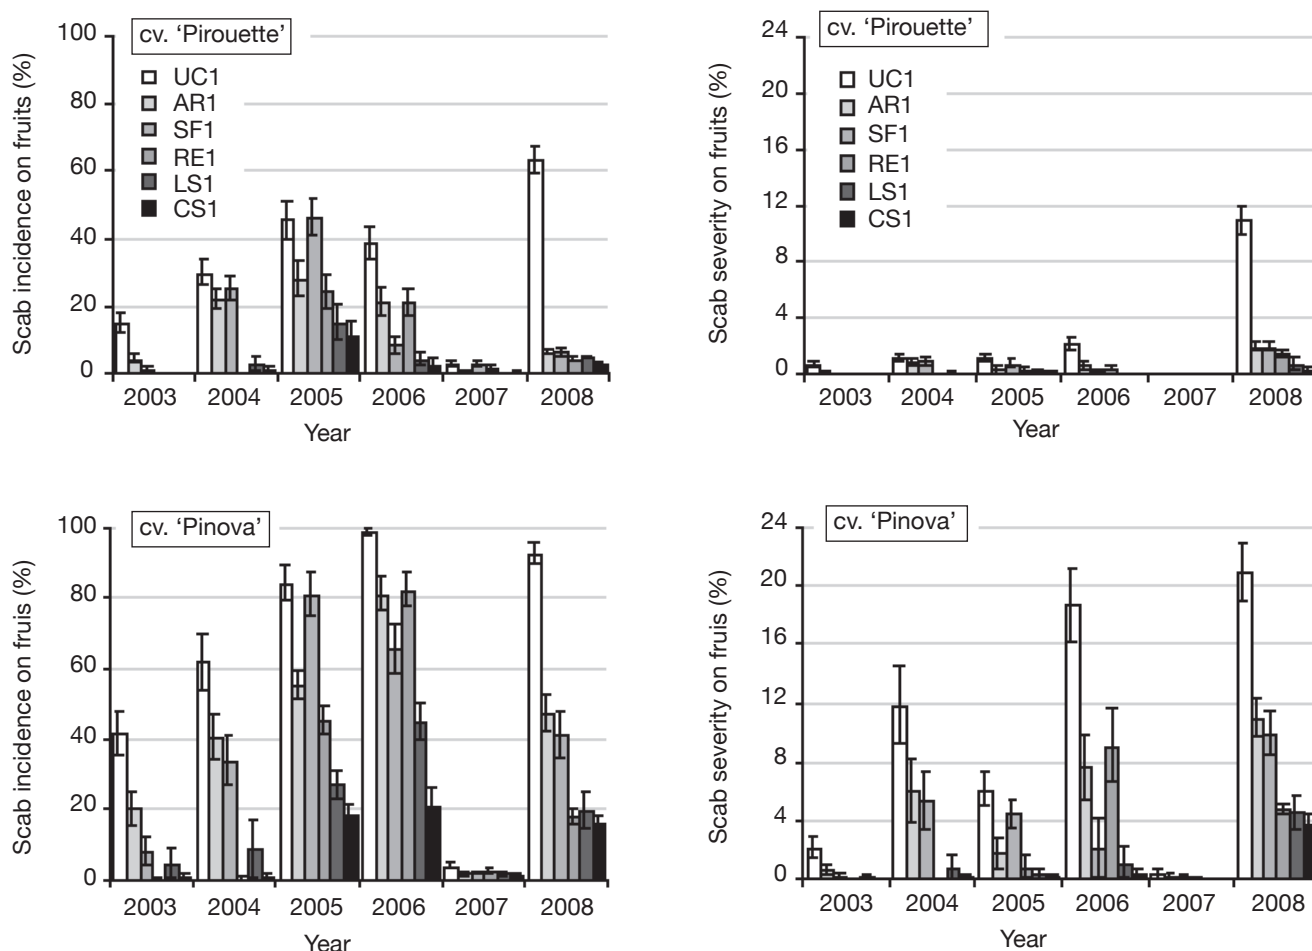 cv. ‘Pirouette’
Scab incidence on fruits (%)
100
80
60
40
20
0
UC1
AR1
SF1
RE1
LS1
CS1
2003 2004 2005 2006 2007 2008
Year
cv. ‘Pirouette’
Scab severity on fruits (%)
24
20
16
12
8
4
0
UC1
AR1
SF1
RE1
LS1
CS1
2003 2004 2005 2006 2007 2008
Year
cv. ‘Pinova’
Scab incidence on fruis (%)
100
80
60
40
20
0
2003 2004 2005 2006 2007 2008
Year
cv. ‘Pinova’
Scab severity on fruis (%)
24
20
16
12
8
4
0
2003 2004 2005 2006 2007 2008
Year